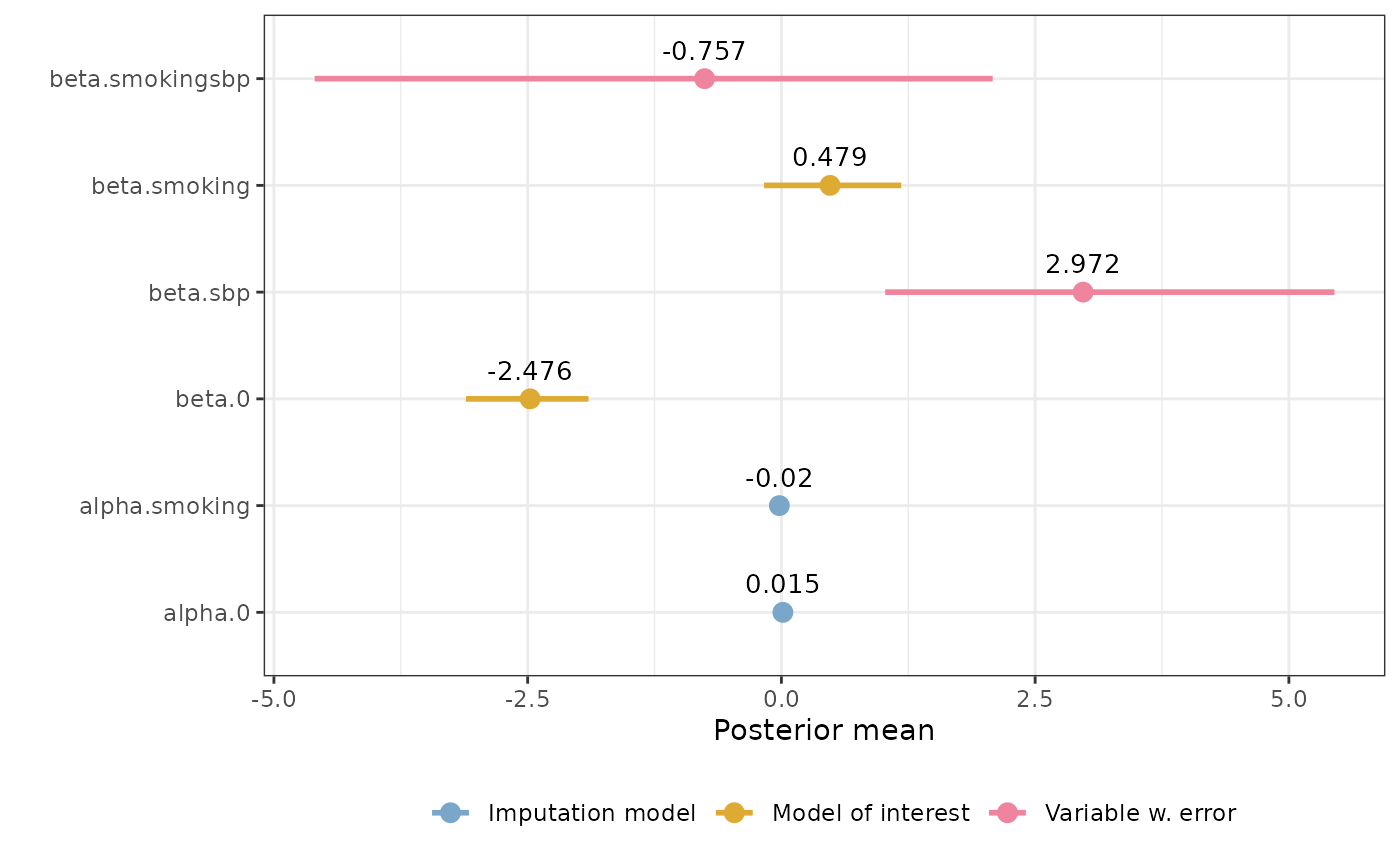 beta.smokingsbp
-0.757
beta.smoking
0.479
beta.sbp
2.972
beta.0
-2.476
alpha.smoking
-0.02
alpha.0
0.015
-5.0 -2.5 0.0 2.5 5.0
Posterior mean
Imputation model Model of interest Variable w. error